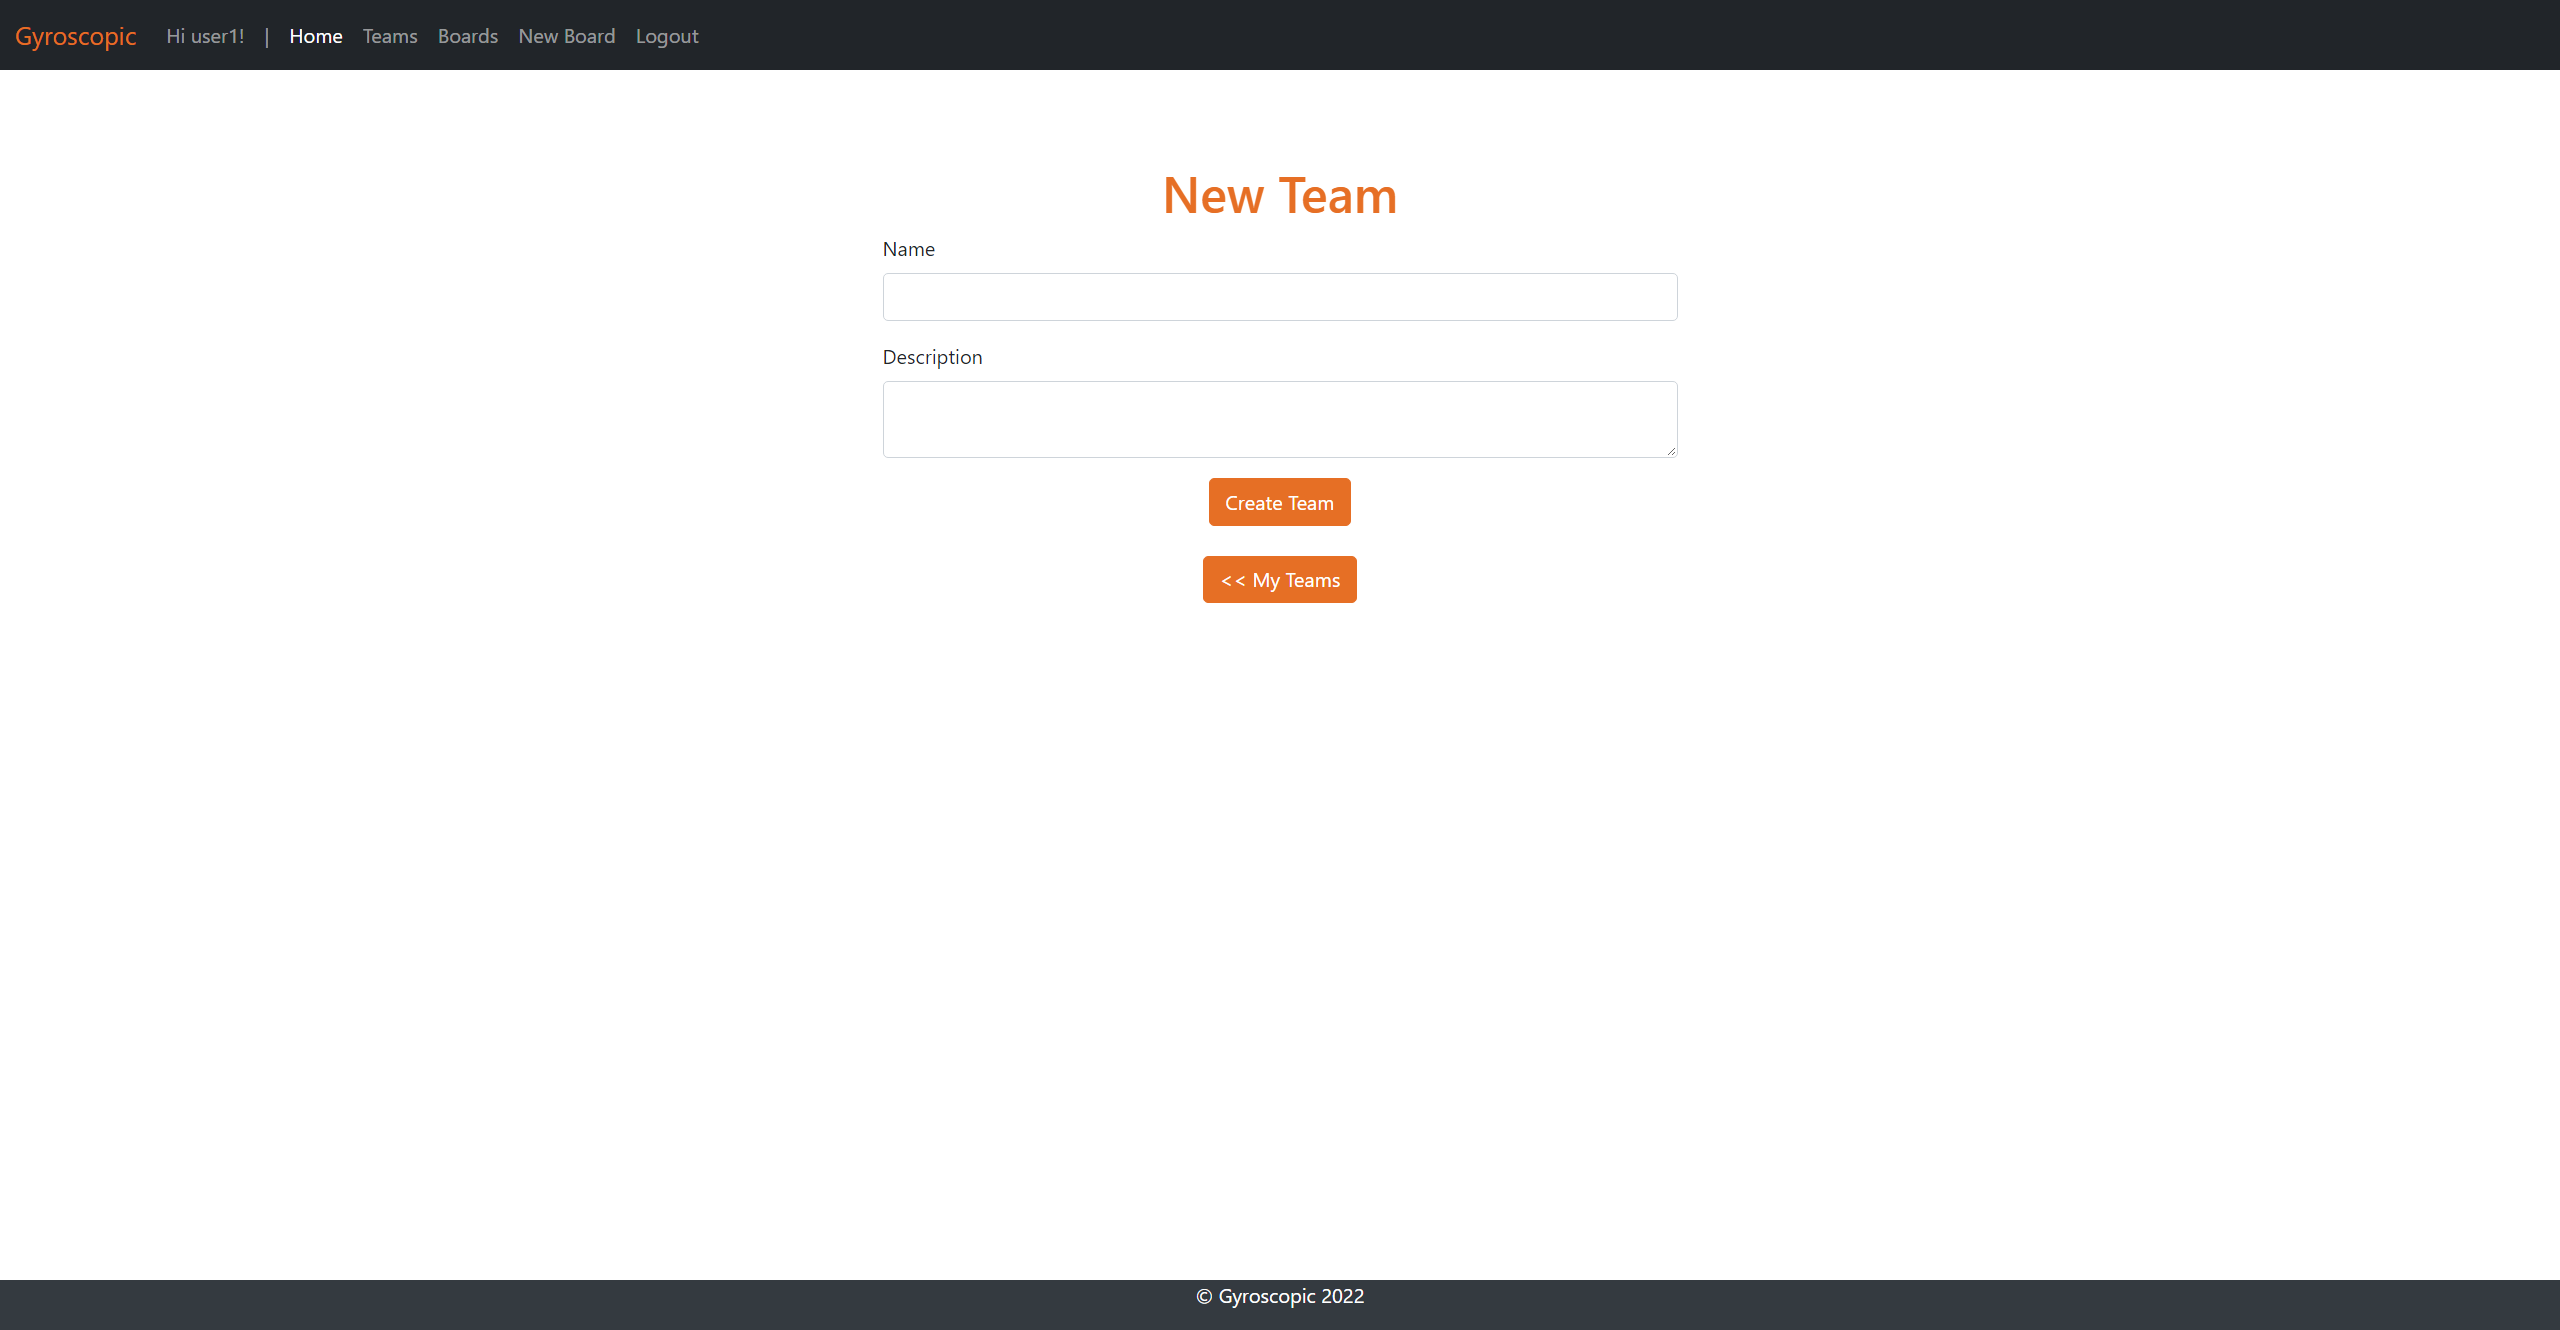 Gyroscopic Hi user1! | Home Teams Boards New Board Logout
New Team
Name
Description
Create Team
<< My Teams
© Gyroscopic 2022